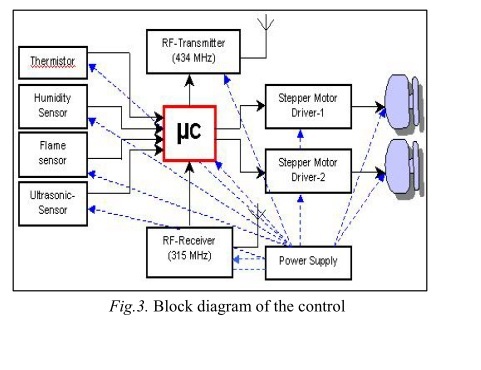 Thermistor
Humidity
Sensor
Flame
sensor
Ultrasonic-
Sensor
RF-Transmitter
(434 MHz)
µc
RF-Receiver
(315 MHz)
Stepper Motor
Driver-1
Stepper Motor
Driver-2
Power Supply
Fig.3. Block diagram of the control